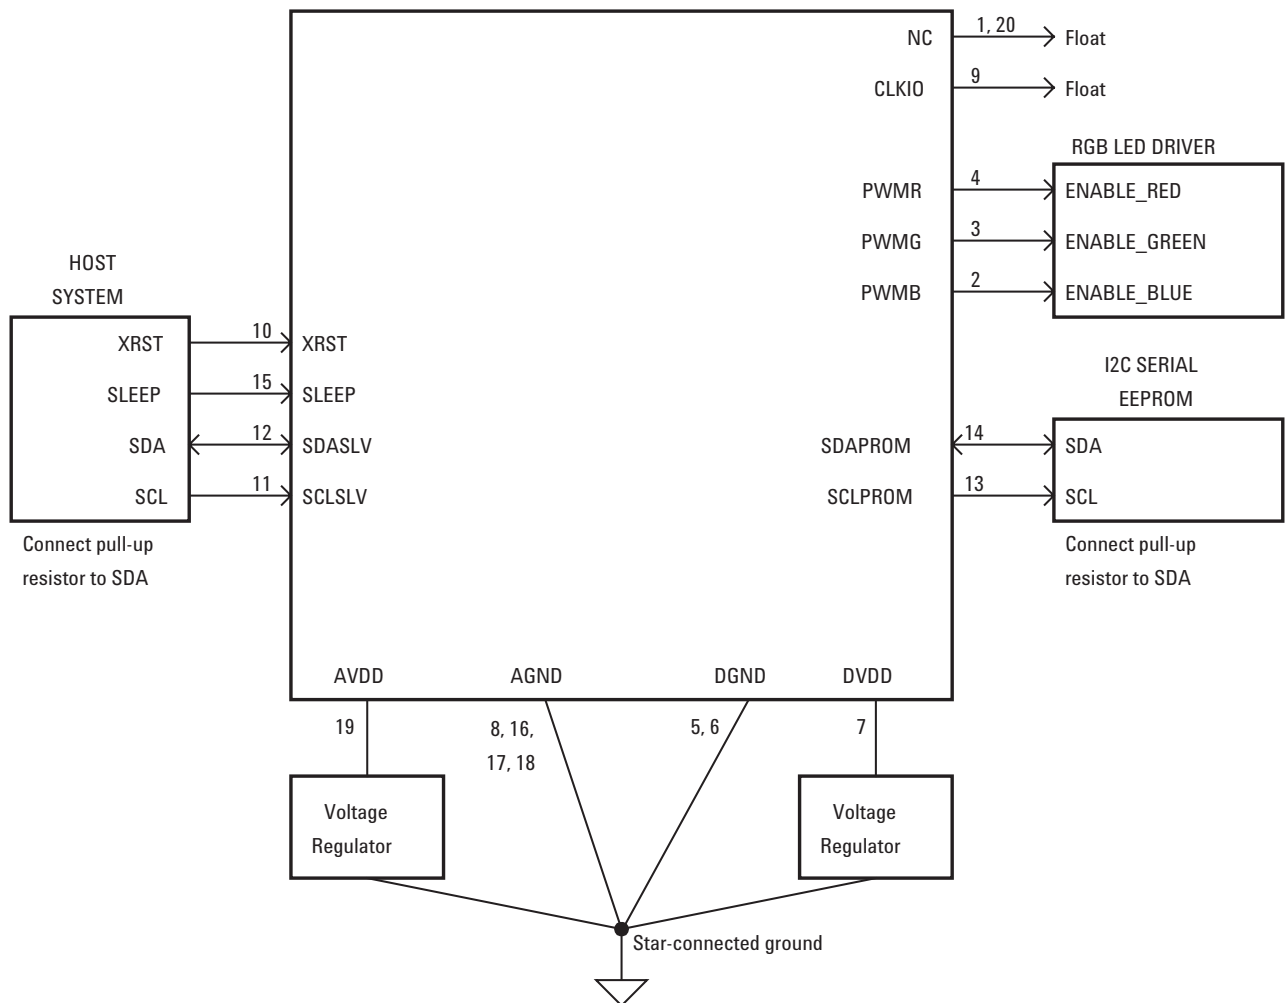 NC
1, 20
Float
CLKIO
9
Float
RGB LED DRIVER
PWMR
4
ENABLE_RED
PWMG
3
ENABLE_GREEN
PWMB
2
ENABLE_BLUE
HOST
SYSTEM
XRST
10
XRST
SLEEP
15
SLEEP
SDA
12
SDASLV
SCL
11
SCLSLV
Connect pull-up
resistor to SDA
I2C SERIAL
EEPROM
SDAPROM
14
SDA
SCLPROM
13
SCL
Connect pull-up
resistor to SDA
AVDD
AGND
DGND
DVDD
19
8, 16,
17, 18
5, 6
7
Voltage
Regulator
Voltage
Regulator
Star-connected ground